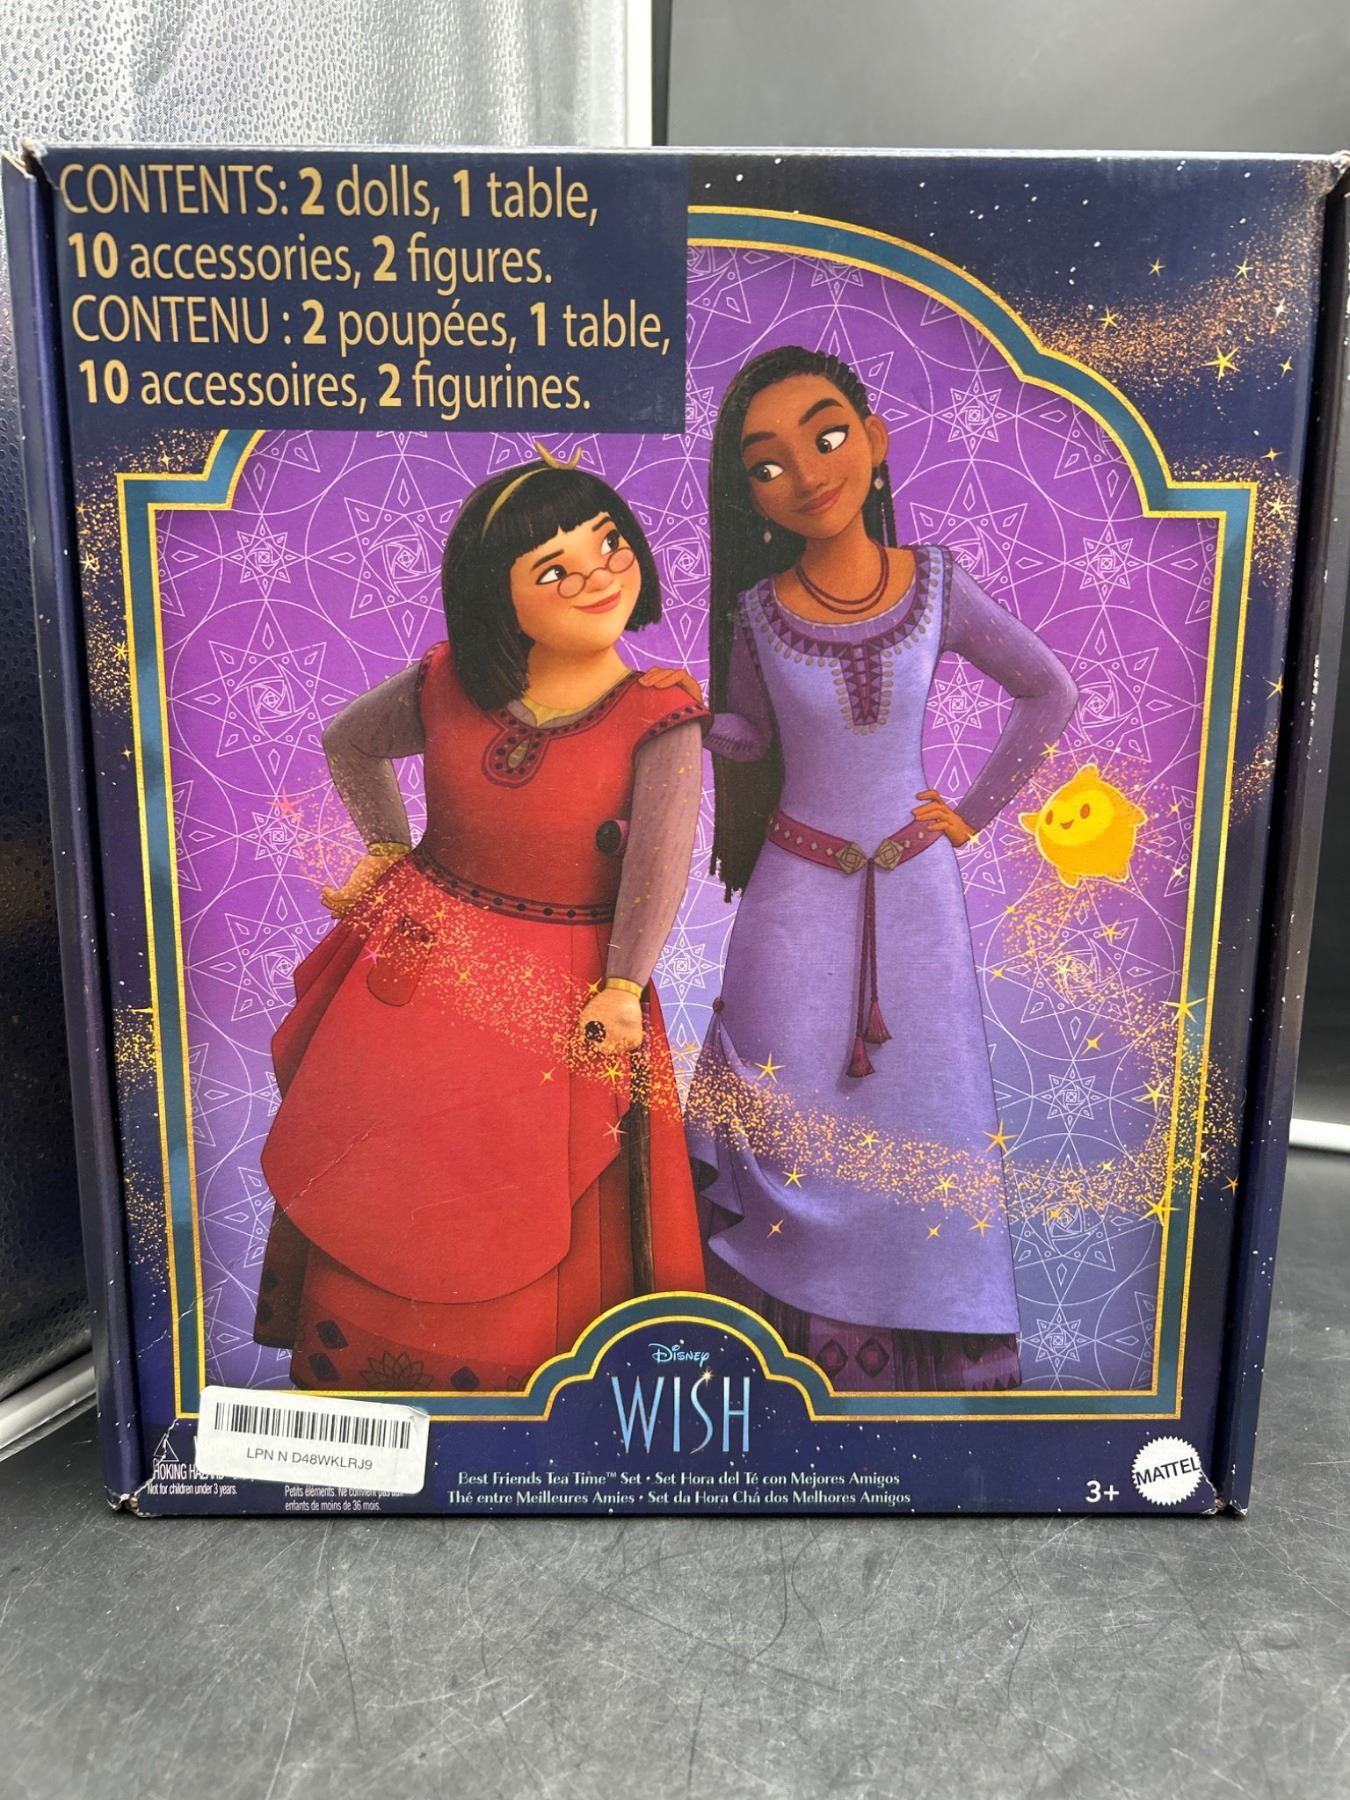 CONTENTS: 2 dolls, 1 table,
10 accessories, 2 figures.
CONTENU : 2 poupées, 1 table,
10 accessoires, 2 figurines.
Disney
WISH
LPN N D48WKLRJ9
HOKING
Not for children under 3 years.
Petits éléments. Ne convient pas aux
enfants de moins de 36 mois.
Best Friends Tea Time™ Set • Set Hora del Té con Mejores Amigos
Thé entre Meilleures Amies • Set da Hora Chá dos Melhores Amigos
3+
MATTEL